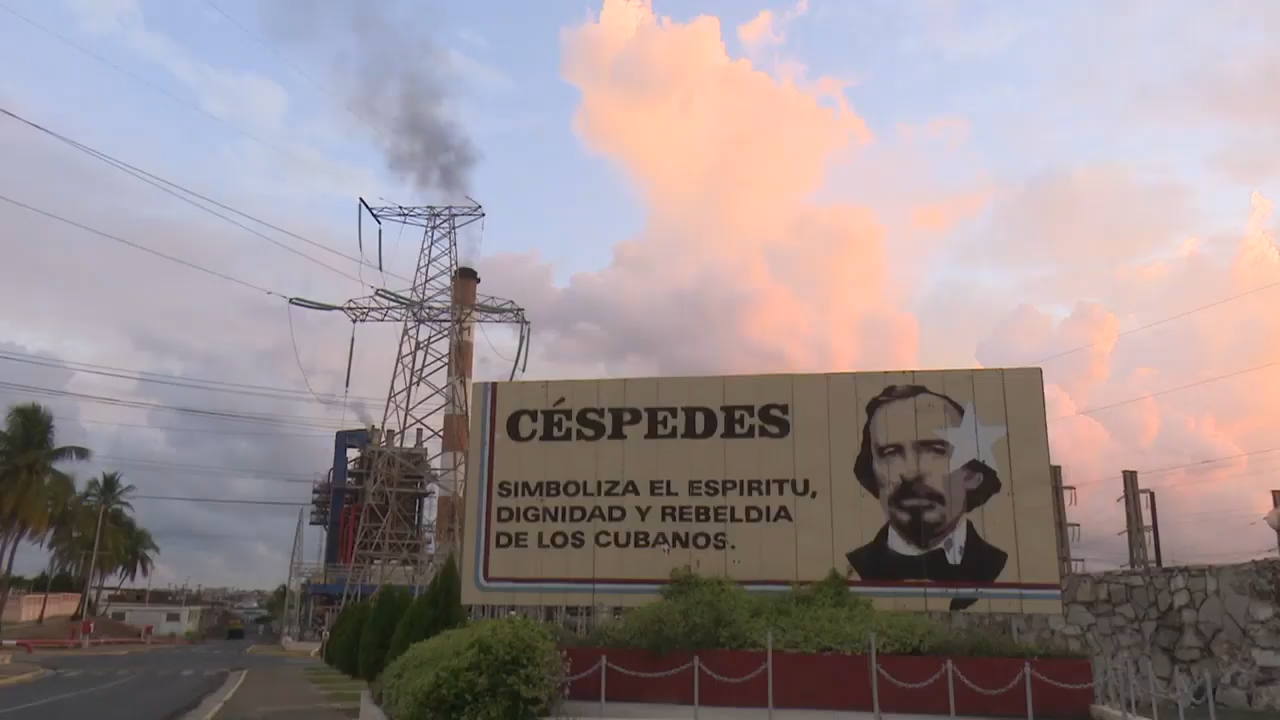 CÉSPEDES
SIMBOLIZA EL ESPIRITU,
DIGNIDAD Y REBELDIA
DE LOS CUBANOS.